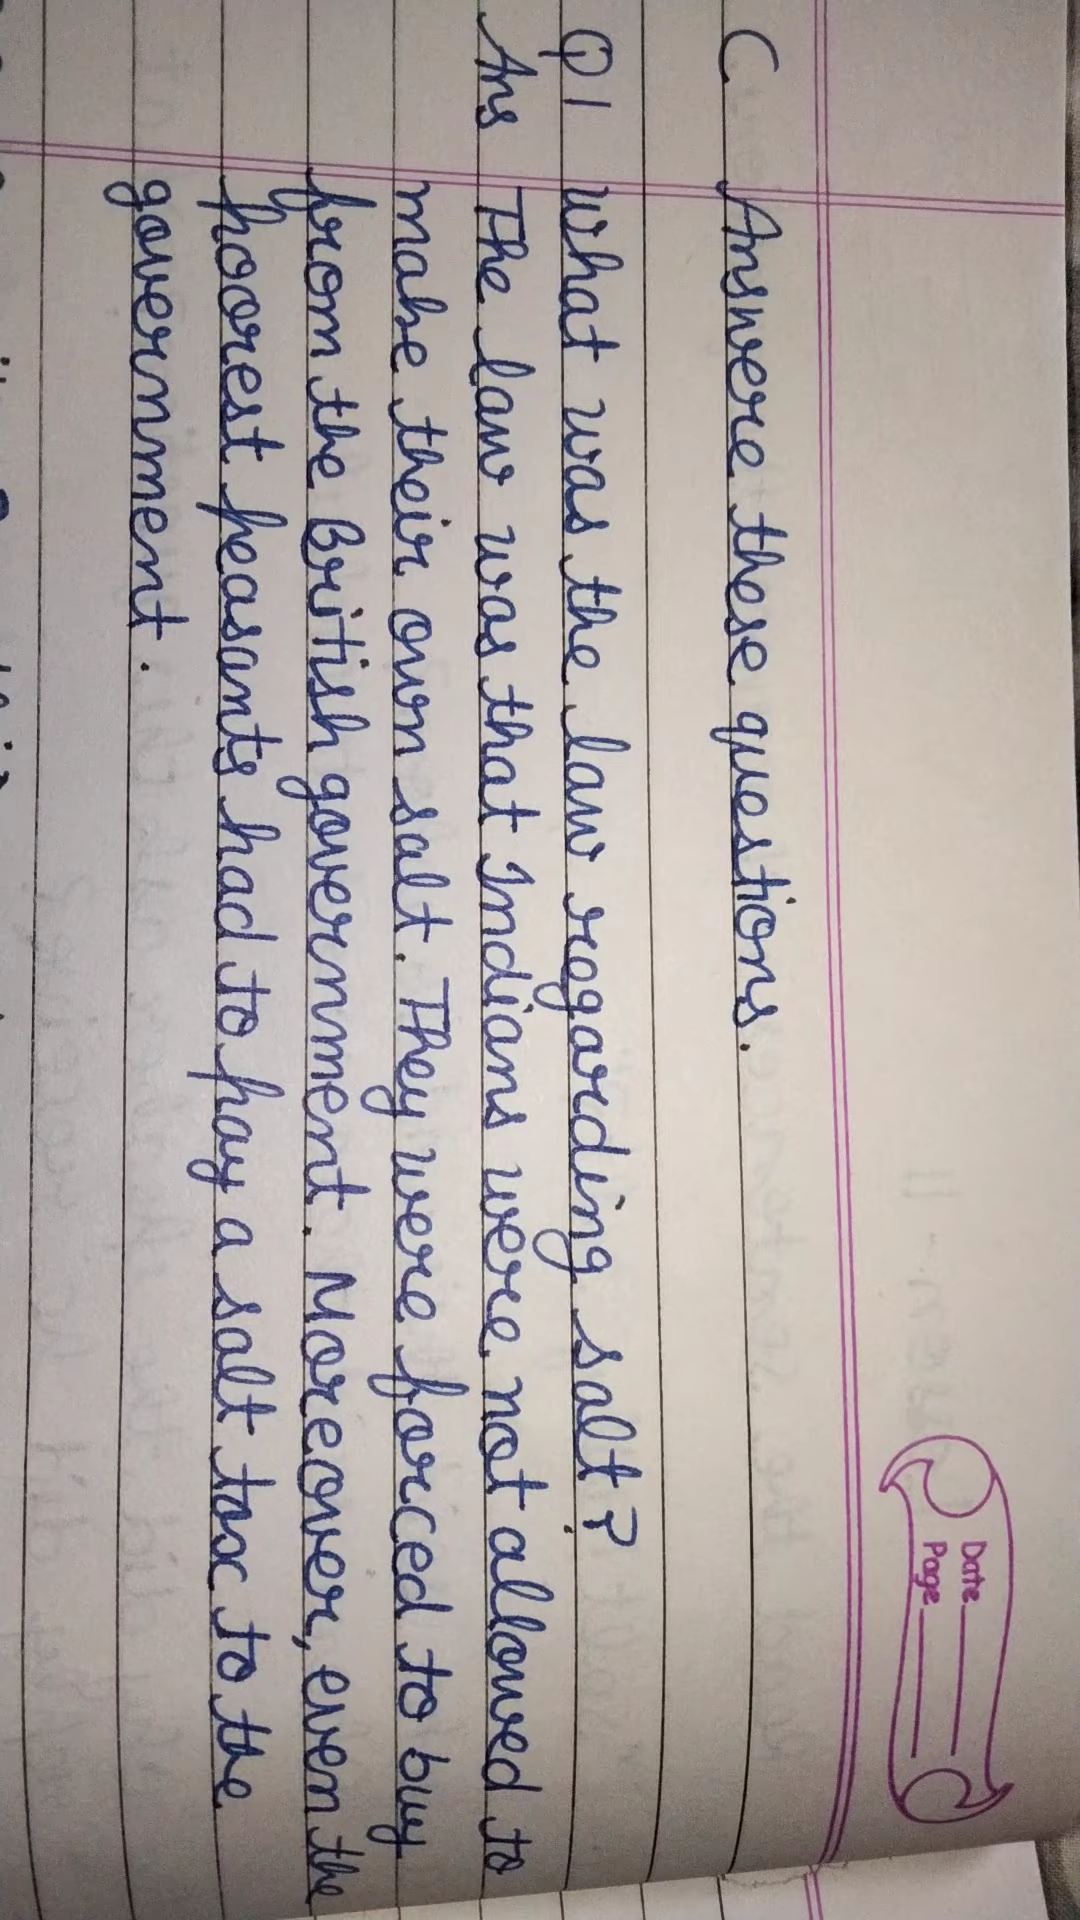 Date
Page
C. Answere these questions.
Q1 what was the law regarding salt?
Ans The law was that Indians were not allowed to
make their own salt. They were forced to buy
from the British government. Moreover, even the
poorest peasants had to pay a salt tax to the
government.